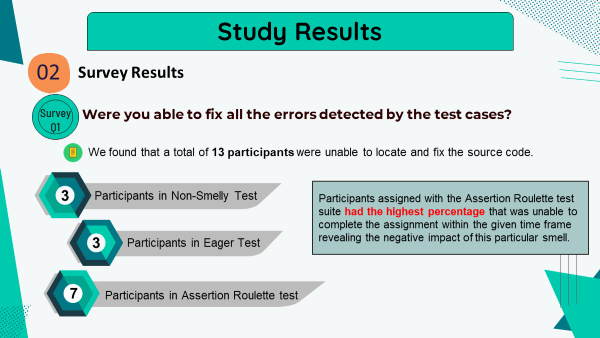 Study Results
02
Survey Results
Survey
Q1
Were you able to fix all the errors detected by the test cases?
We found that a total of 13 participants were unable to locate and fix the source code.
3
Participants in Non-Smelly Test
3
Participants in Eager Test
7
Participants in Assertion Roulette test
Participants assigned with the Assertion Roulette test
suite had the highest percentage that was unable to
complete the assignment within the given time frame
revealing the negative impact of this particular smell.